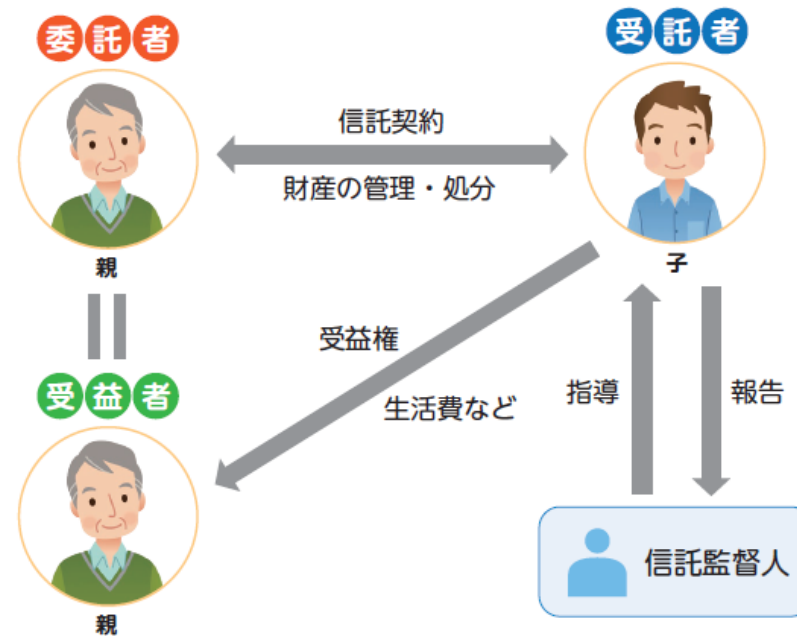 委託者
受託者
信託契約
財産の管理・処分
親
子
受益権
生活費など
指導
報告
受益者
信託監督人
親